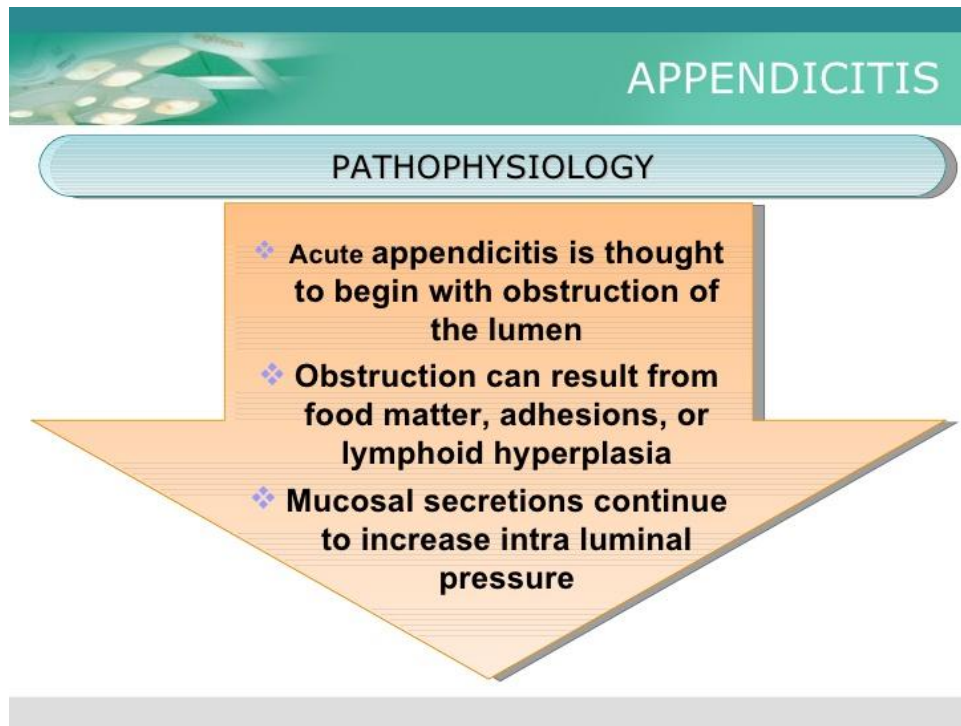 APPENDICITIS
PATHOPHYSIOLOGY
Acute appendicitis is thought
to begin with obstruction of
the lumen
Obstruction can result from
food matter, adhesions, or
lymphoid hyperplasia
Mucosal secretions continue
to increase intra luminal
pressure